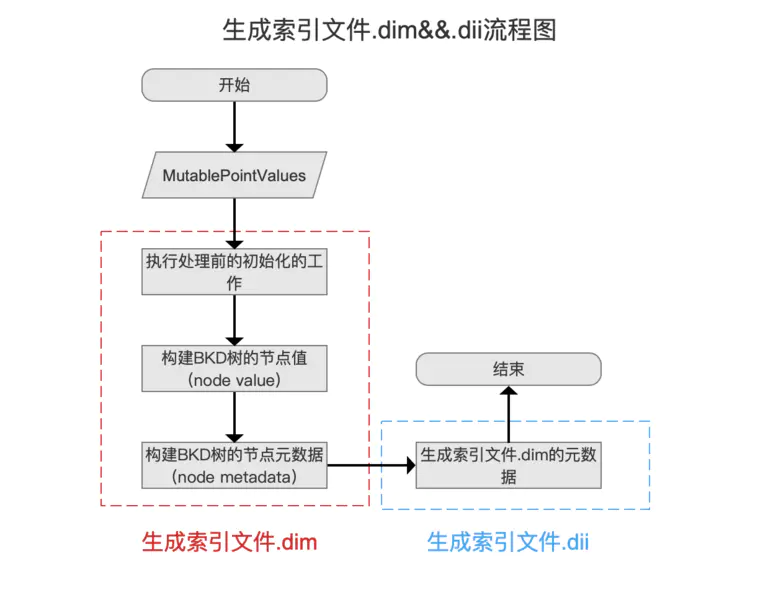 生成索引文件.dim&&.dii流程图
开始
MutablePointValues
执行处理前的初始化的工
作
构建BKD树的节点值
（node value）
构建BKD树的节点元数据
（node metadata）
结束
生成索引文件.dim的元数
据
生成索引文件.dim
生成索引文件.dii